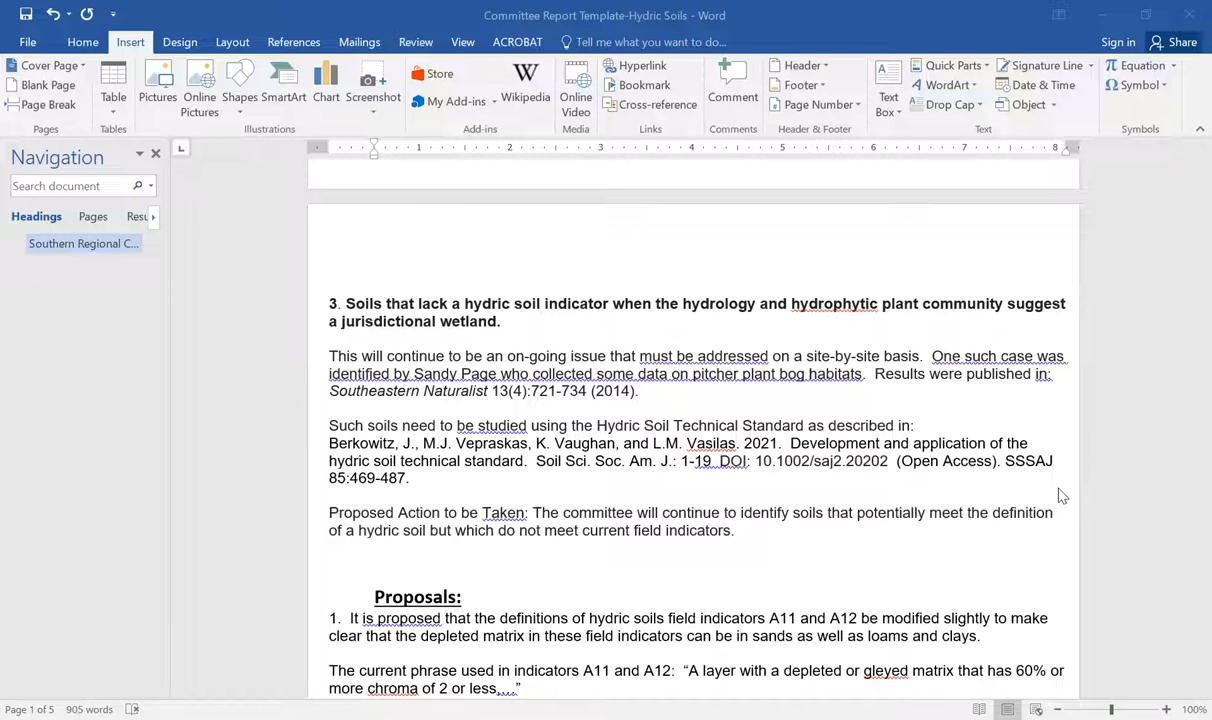 Committee Report Template-Hydric Soils - Word
File Home Insert Design Layout References Mailings Review View ACROBAT Tell me what you want to do... Sign in Share
Cover Page
Blank Page
Page Break
Pages
Table
Tables
Pictures
Online Pictures
Shapes
SmartArt
Chart
Screenshot
Illustrations
Store
My Add-ins
W
Wikipedia
Add-ins
Online Video
Media
Hyperlink
Bookmark
Cross-reference
Links
Comment
Comments
Header
Footer
Page Number
Header & Footer
A
Text Box
Quick Parts
WordArt
Drop Cap
Signature Line
Date & Time
Object
Text
Equation
Symbol
Symbols
Navigation
Search document
Headings Pages Resu
Southern Regional C...
L
1 2 3 4 5 6 7 8
3. Soils that lack a hydric soil indicator when the hydrology and hydrophytic plant community suggest
a jurisdictional wetland.
This will continue to be an on-going issue that must be addressed on a site-by-site basis. One such case was
identified by Sandy Page who collected some data on pitcher plant bog habitats. Results were published in:
Southeastern Naturalist 13(4):721-734 (2014).
Such soils need to be studied using the Hydric Soil Technical Standard as described in:
Berkowitz, J., M.J. Vepraskas, K. Vaughan, and L.M. Vasilas. 2021. Development and application of the
hydric soil technical standard. Soil Sci. Soc. Am. J.: 1-19 DOI: 10.1002/saj2.20202 (Open Access). SSSAJ
85:469-487.
Proposed Action to be Taken: The committee will continue to identify soils that potentially meet the definition
of a hydric soil but which do not meet current field indicators.
Proposals:
1. It is proposed that the definitions of hydric soils field indicators A11 and A12 be modified slightly to make
clear that the depleted matrix in these field indicators can be in sands as well as loams and clays.
The current phrase used in indicators A11 and A12: “A layer with a depleted or gleyed matrix that has 60% or
more chroma of 2 or less,...”
Page 1 of 5 905 words 100%